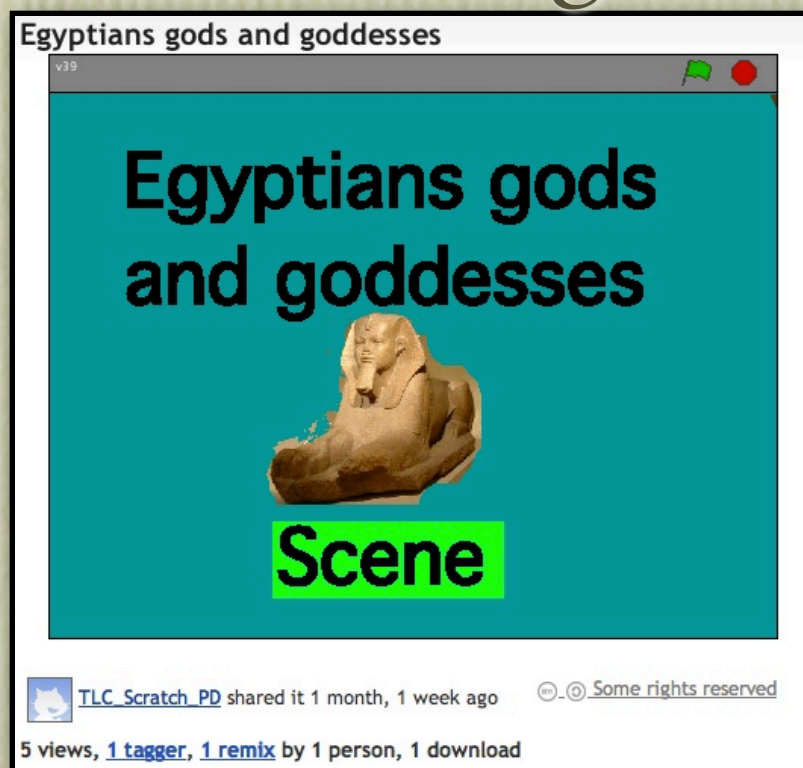 Egyptians gods and goddesses
v39
Egyptians gods
and goddesses
Scene
TLC_Scratch_PD shared it 1 month, 1 week ago
Some rights reserved
5 views, 1 tagger, 1 remix by 1 person, 1 download